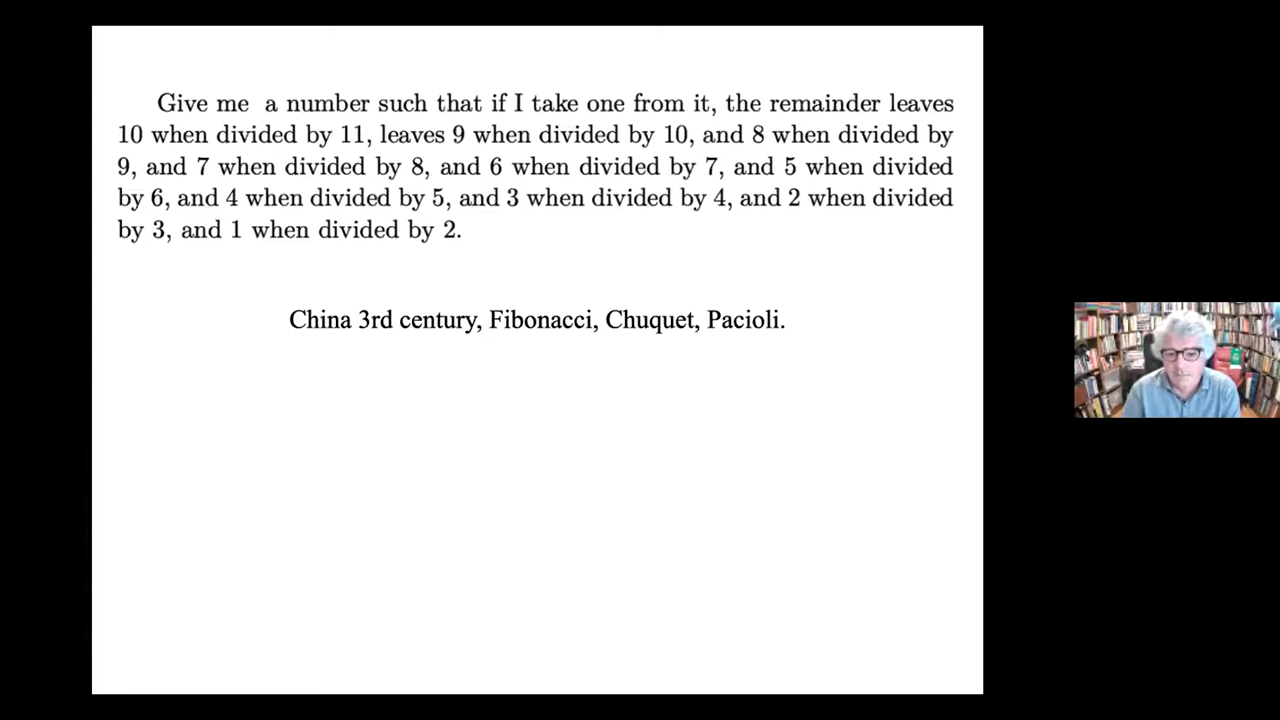 Give me a number such that if I take one from it, the remainder leaves
10 when divided by 11, leaves 9 when divided by 10, and 8 when divided by
9, and 7 when divided by 8, and 6 when divided by 7, and 5 when divided
by 6, and 4 when divided by 5, and 3 when divided by 4, and 2 when divided
by 3, and 1 when divided by 2.
China 3rd century, Fibonacci, Chuquet, Pacioli.